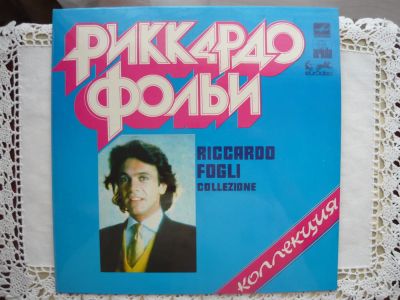 РИККАРДО
ФОЛЬИ
RICCARDO
FOGLI
COLLEZIONE
КОЛЛЕКЦИЯ